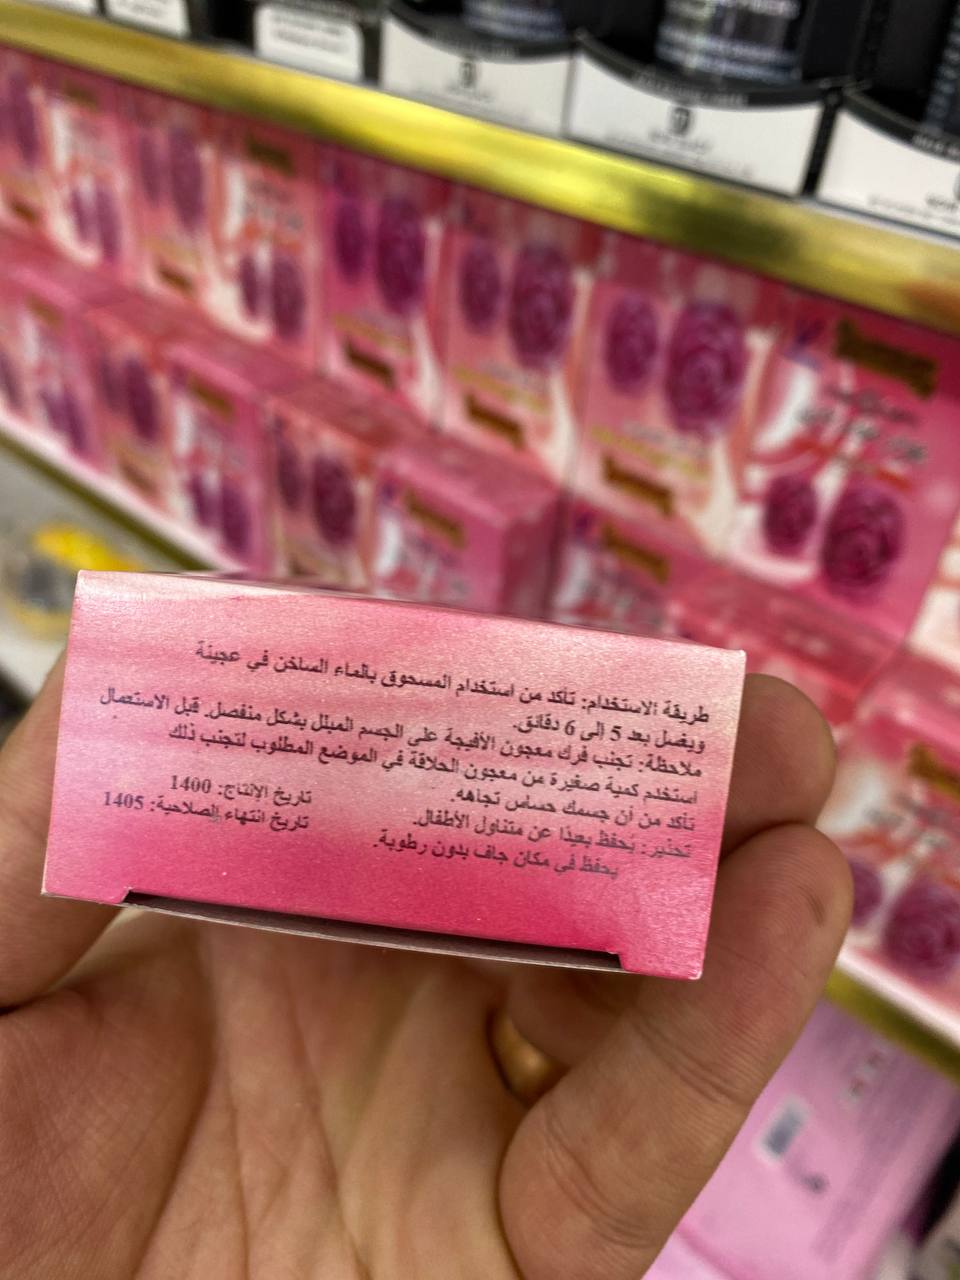 طريقة الاستخدام: تأكد من استخدام المسحوق بالماء الساخن في عجينة
ويغسل بعد 5 إلى 6 دقائق.
ملاحظة: تجنب فرك معجون الأفيجة على الجسم المبلل بشكل منفصل. قبل الاستعمال
استخدم كمية صغيرة من معجون الحلاقة في الموضع المطلوب لتجنب ذلك
تأكد من أن جسمك حساس تجاهه.
تحذير: يُحفظ بعيدًا عن متناول الأطفال.
يحفظ في مكان جاف بدون رطوبة.
تاريخ الإنتاج: 1400
تاريخ انتهاء الصلاحية: 1405